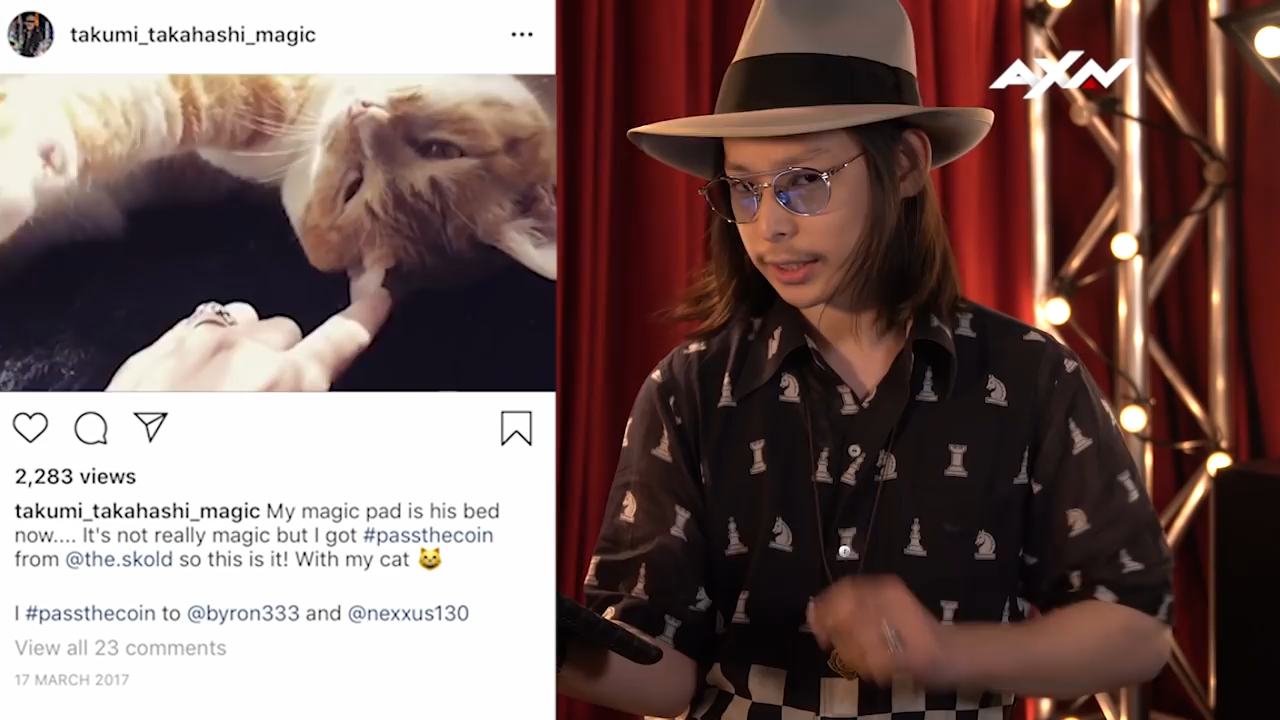 takumi_takahashi_magic
AXN
2,283 views
takumi_takahashi_magic My magic pad is his bed
now.... It's not really magic but I got #passthecoin
from @the.skold so this is it! With my cat 😺
I #passthecoin to @byron333 and @nexxus130
View all 23 comments
17 MARCH 2017